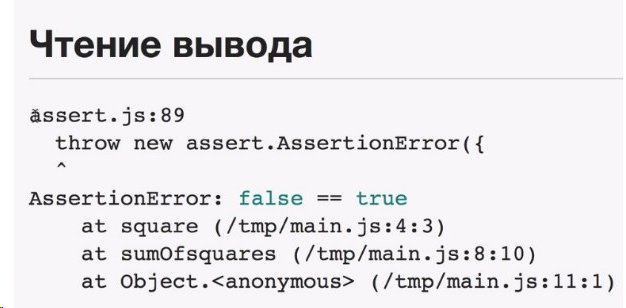 Чтение вывода
assert.js:89
throw new assert.AssertionError({
^
AssertionError: false == true
at square (/tmp/main.js:4:3)
at sumOfsquares (/tmp/main.js:8:10)
at Object.<anonymous> (/tmp/main.js:11:1)